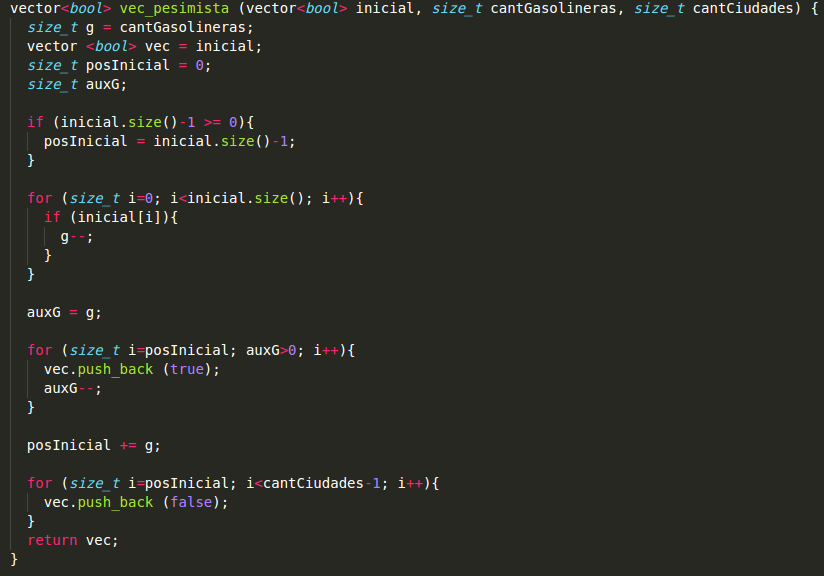 vector<bool> vec_pesimista (vector<bool> inicial, size_t cantGasolineras, size_t cantCiudades) {
  size_t g = cantGasolineras;
  vector <bool> vec = inicial;
  size_t posInicial = 0;
  size_t auxG;

  if (inicial.size()-1 >= 0){
    posInicial = inicial.size()-1;
  }

  for (size_t i=0; i<inicial.size(); i++){
    if (inicial[i]){
      g--;
    }
  }

  auxG = g;

  for (size_t i=posInicial; auxG>0; i++){
    vec.push_back (true);
    auxG--;
  }

  posInicial += g;

  for (size_t i=posInicial; i<cantCiudades-1; i++){
    vec.push_back (false);
  }
  return vec;
}